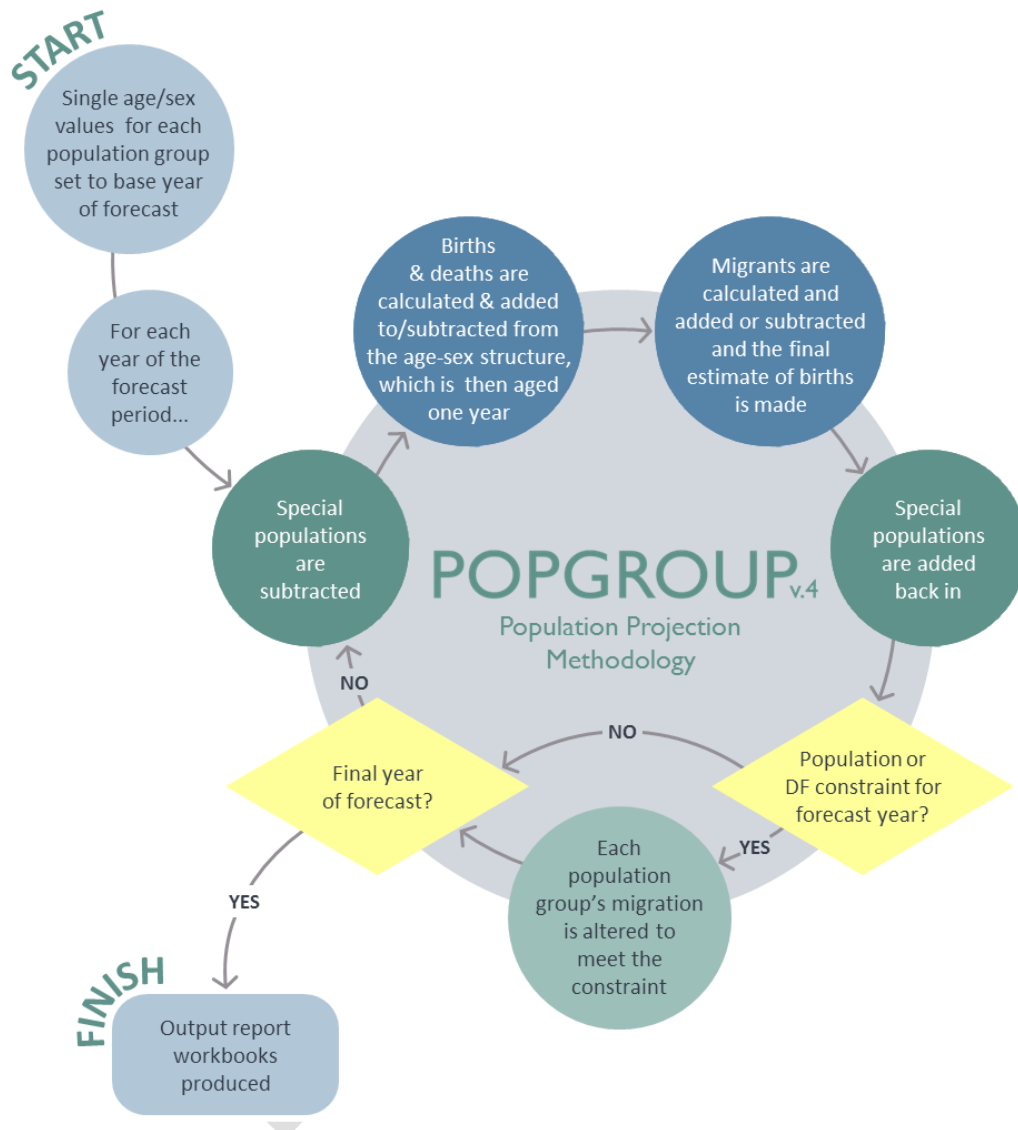 START
Single age/sex
values for each
population group
set to base year
of forecast
For each
year of the
forecast
period...
Special
populations
are
subtracted
Births
& deaths are
calculated & added
to/subtracted from
the age-sex structure,
which is then aged
one year
Migrants are
calculated and
added or subtracted
and the final
estimate of births
is made
Special
populations
are added
back in
POPGROUP v.4
Population Projection
Methodology
Population or
DF constraint for
forecast year?
NO
YES
Each
population
group's migration
is altered to
meet the
constraint
Final year
of forecast?
NO
YES
FINISH
Output report
workbooks
produced